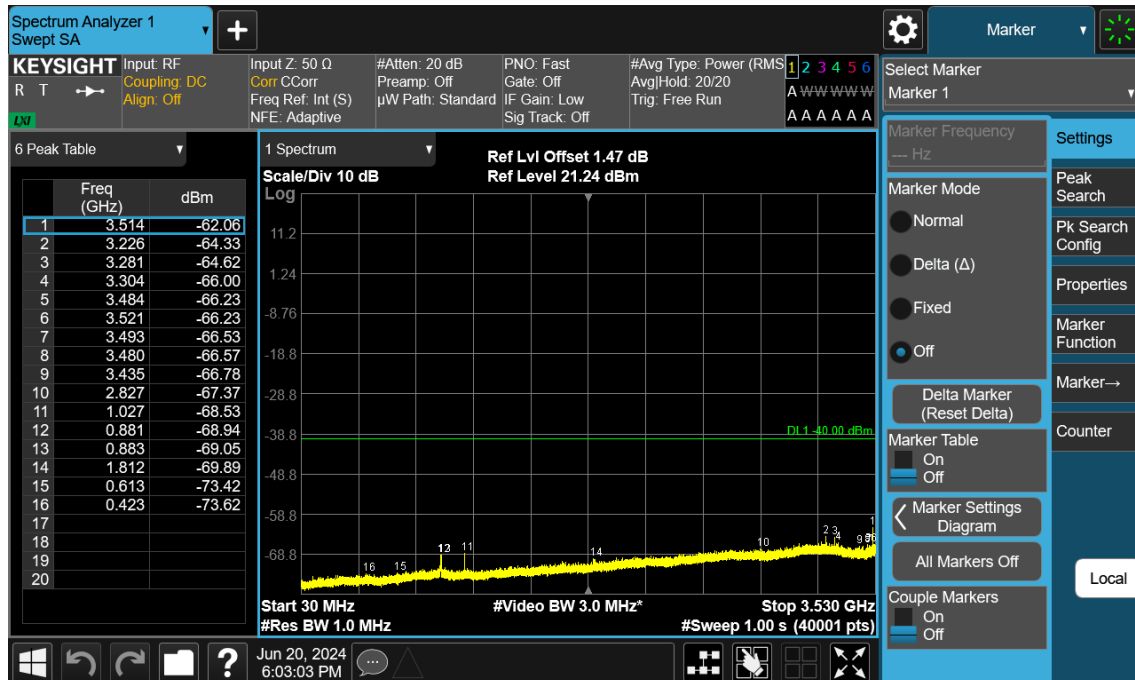 Spectrum Analyzer 1
Swept SA
+
Marker
KEYSIGHT
R T
LXI
Input: RF
Coupling: DC
Align: Off
Input Z: 50 Ω
Corr CCorr
Freq Ref: Int (S)
NFE: Adaptive
#Atten: 20 dB
Preamp: Off
µW Path: Standard
PNO: Fast
Gate: Off
IF Gain: Low
Sig Track: Off
#Avg Type: Power (RMS
Avg|Hold: 20/20
Trig: Free Run
1 2 3 4 5 6
A W W W W W
A A A A A A
Select Marker
Marker 1
6 Peak Table
Freq (GHz) dBm
1 3.514 -62.06
2 3.226 -64.33
3 3.281 -64.62
4 3.304 -66.00
5 3.484 -66.23
6 3.521 -66.23
7 3.493 -66.53
8 3.480 -66.57
9 3.435 -66.78
10 2.827 -67.37
11 1.027 -68.53
12 0.881 -68.94
13 0.883 -69.05
14 1.812 -69.89
15 0.613 -73.42
16 0.423 -73.62
17
18
19
20
1 Spectrum
Scale/Div 10 dB
Log
Ref Lvl Offset 1.47 dB
Ref Level 21.24 dBm
11.2
1.24
-8.76
-18.8
-28.8
-38.8
DL1 -40.00 dBm
-48.8
-58.8
-68.8
16 15 11 14 10
Start 30 MHz
#Res BW 1.0 MHz
#Video BW 3.0 MHz*
Stop 3.530 GHz
#Sweep 1.00 s (40001 pts)
Marker Frequency
--- Hz
Marker Mode
Normal
Delta (Δ)
Fixed
Off
Delta Marker
(Reset Delta)
Marker Table
On
Off
Marker Settings
Diagram
All Markers Off
Couple Markers
On
Off
Settings
Peak
Search
Pk Search
Config
Properties
Marker
Function
Marker→
Counter
Local
?
Jun 20, 2024
6:03:03 PM